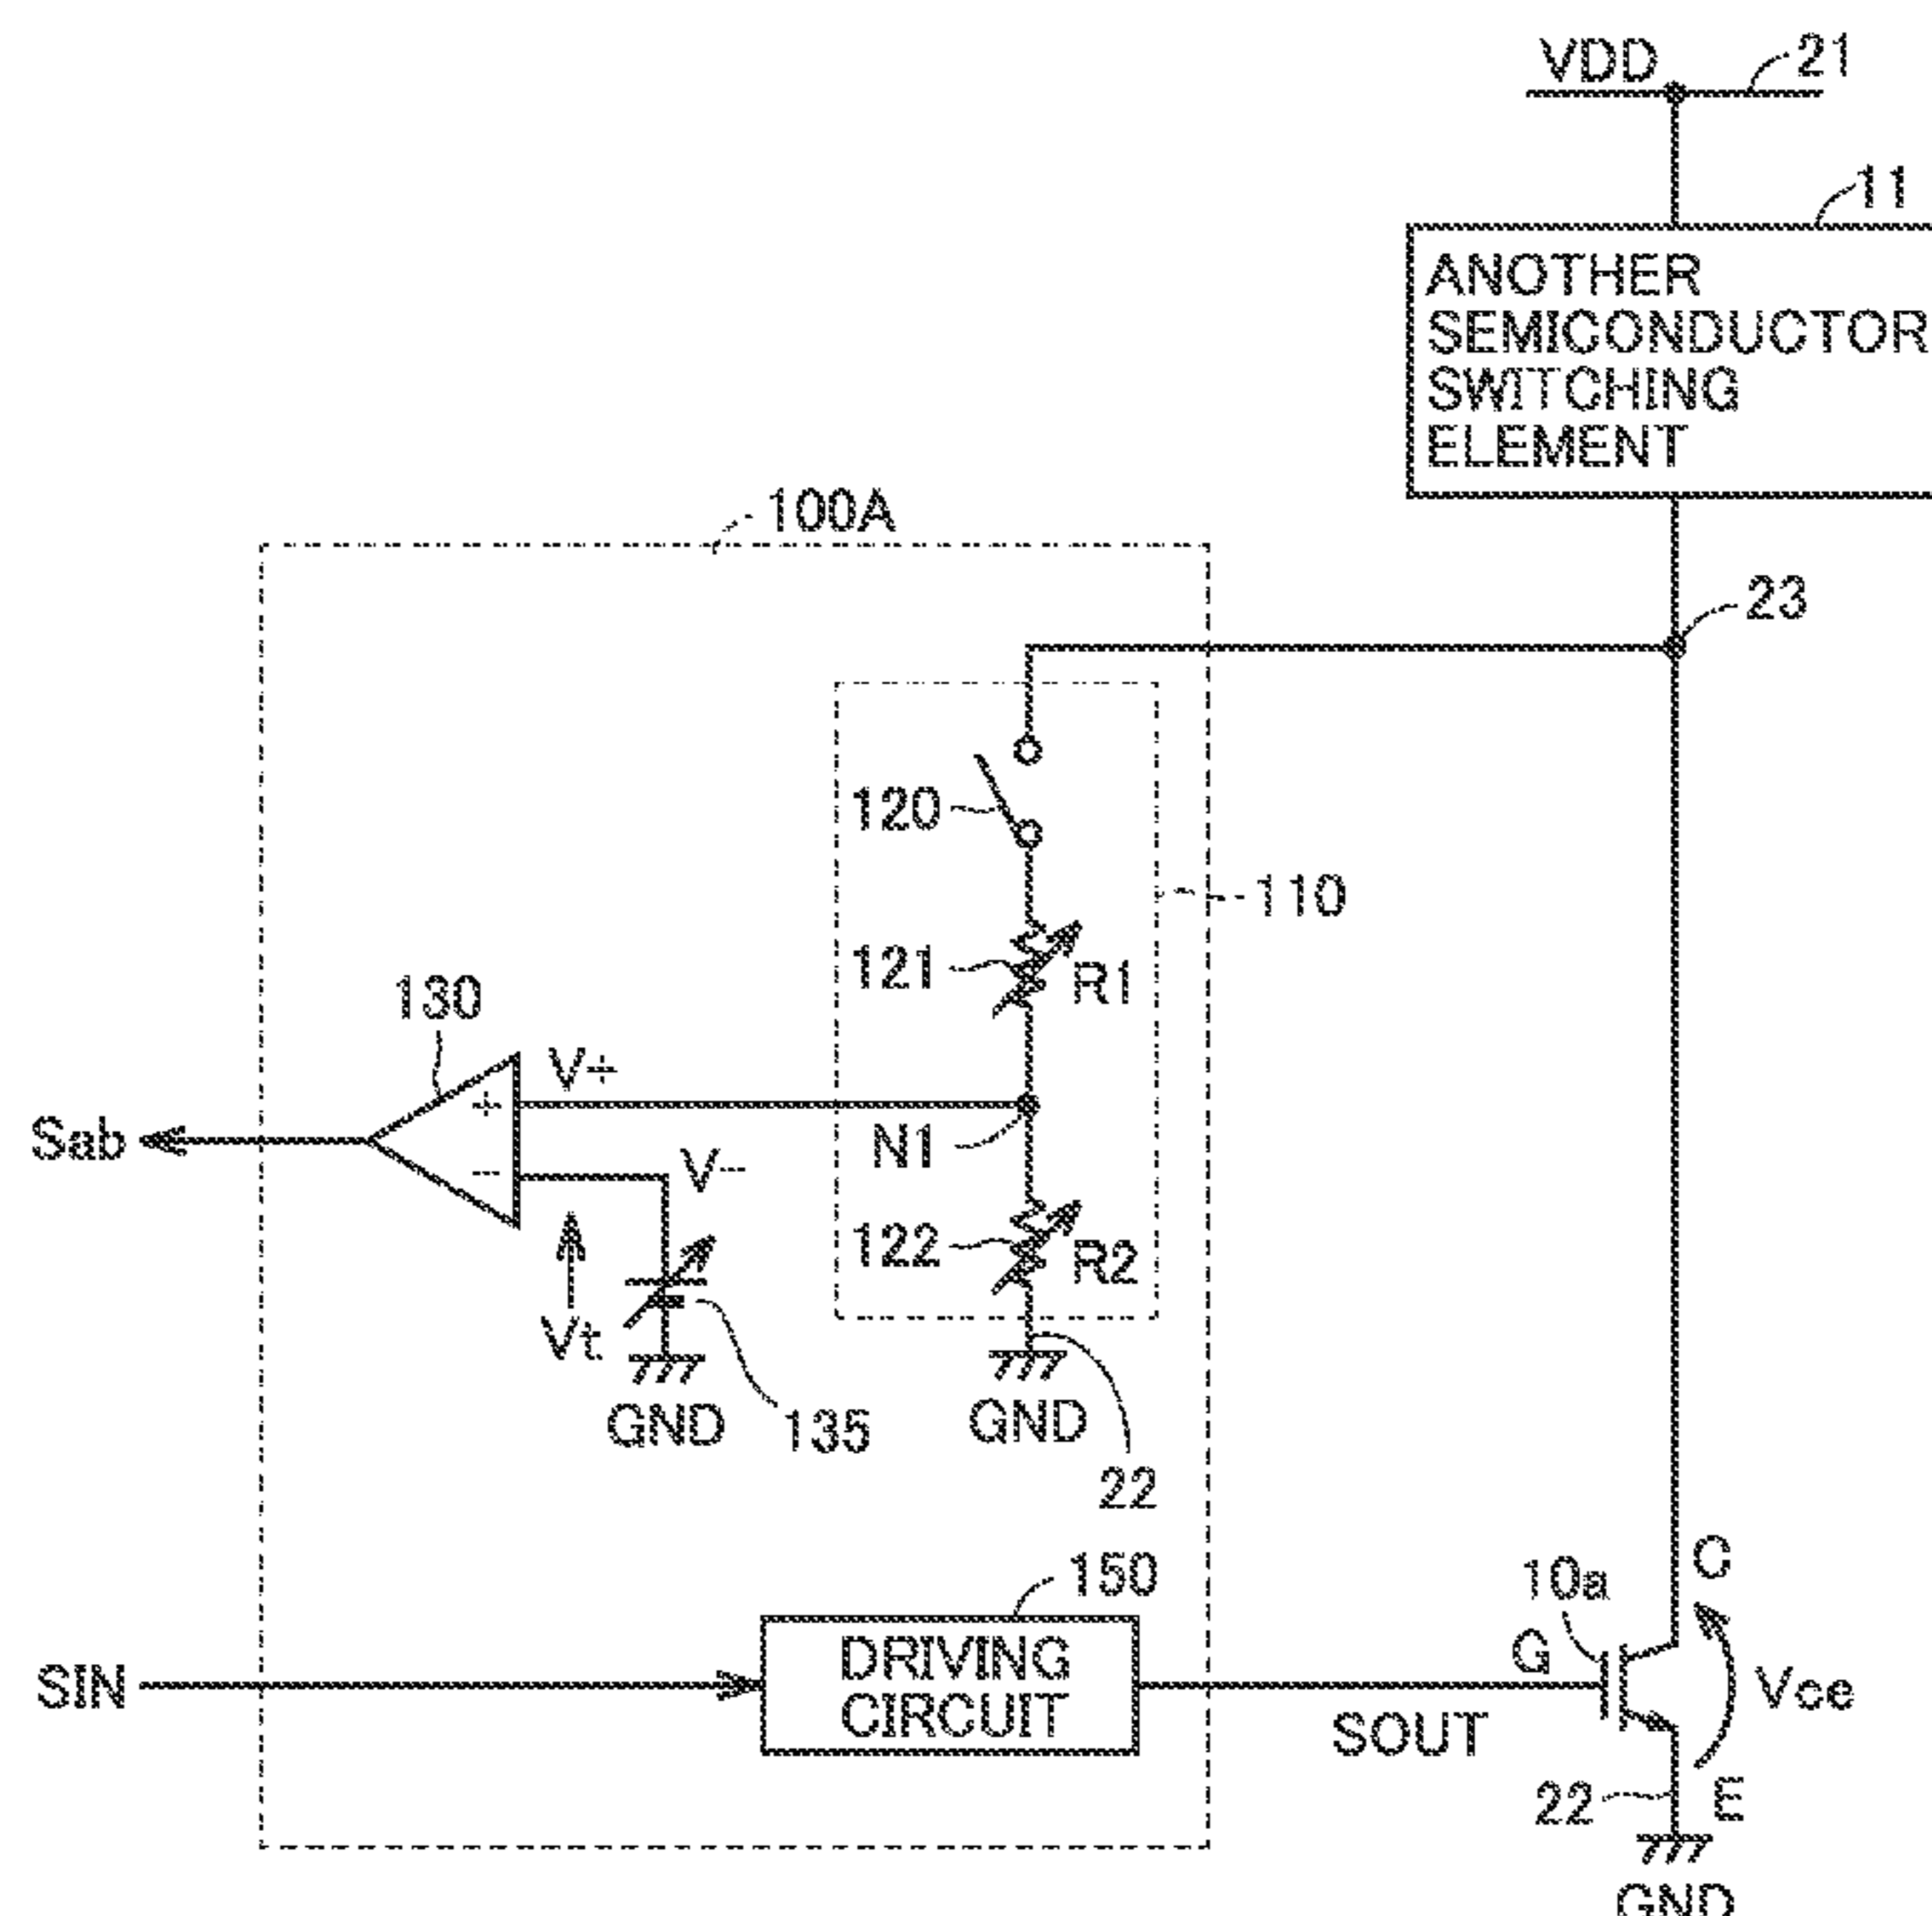 VDD
21
11
ANOTHER
SEMICONDUCTOR
SWITCHING
ELEMENT
100A
23
120
110
121
R1
130
V+
+
Sab
N1
-
V-
122
R2
Vt
GND
135
GND
22
150
C
10a
DRIVING
CIRCUIT
G
SIN
Vce
SOUT
22
E
GND